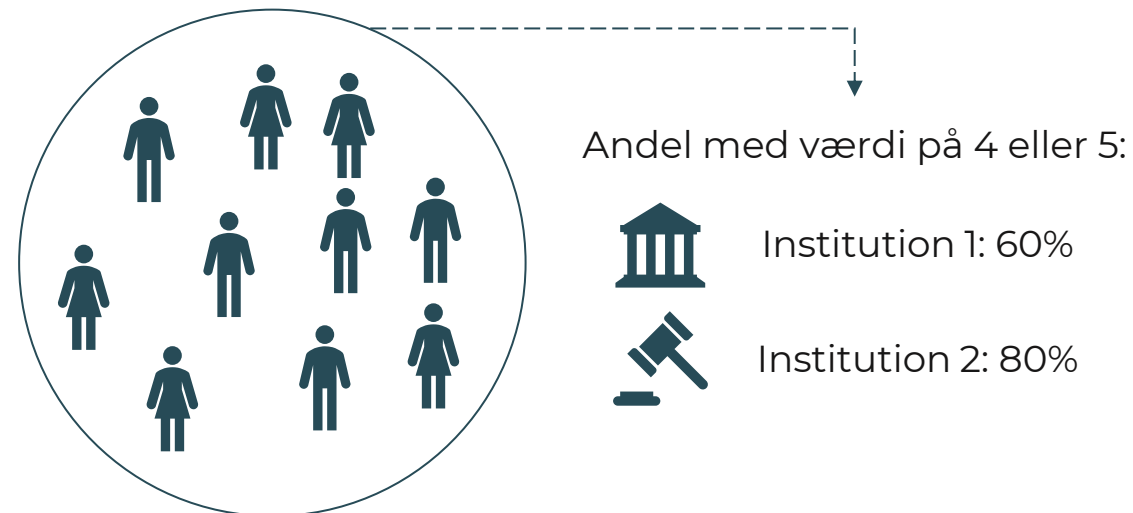 Andel med værdi på 4 eller 5:
Institution 1: 60%
Institution 2: 80%